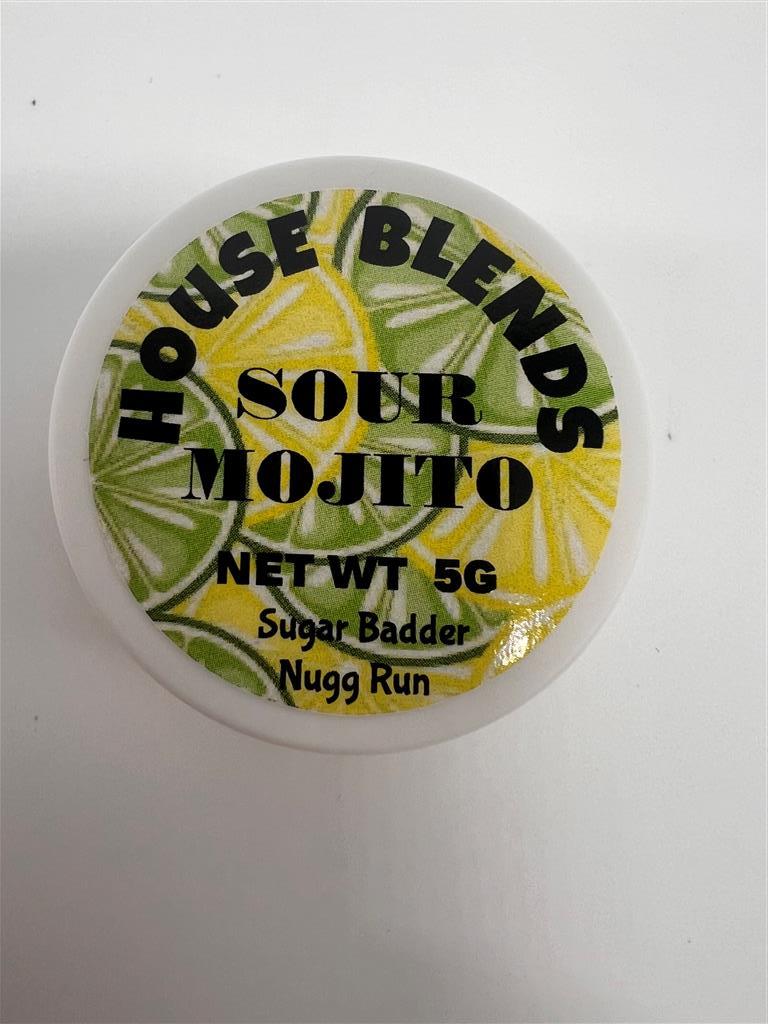 HOUSE BLENDS
SOUR
MOJITO
NET WT 5G
Sugar Badder
Nugg Run